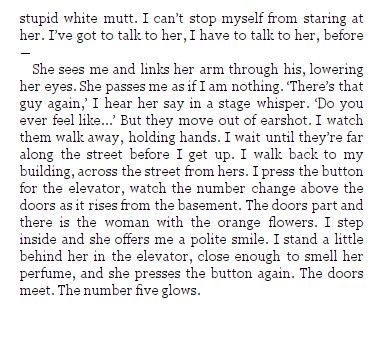 stupid white mutt. I can’t stop myself from staring at
her. I’ve got to talk to her, I have to talk to her, before
—
She sees me and links her arm through his, lowering
her eyes. She passes me as if I am nothing. ‘There’s that
guy again,’ I hear her say in a stage whisper. ‘Do you
ever feel like...’ But they move out of earshot. I watch
them walk away, holding hands. I wait until they’re far
along the street before I get up. I walk back to my
building, across the street from hers. I press the button
for the elevator, watch the number change above the
doors as it rises from the basement. The doors part and
there is the woman with the orange flowers. I step
inside and she offers me a polite smile. I stand a little
behind her in the elevator, close enough to smell her
perfume, and she presses the button again. The doors
meet. The number five glows.